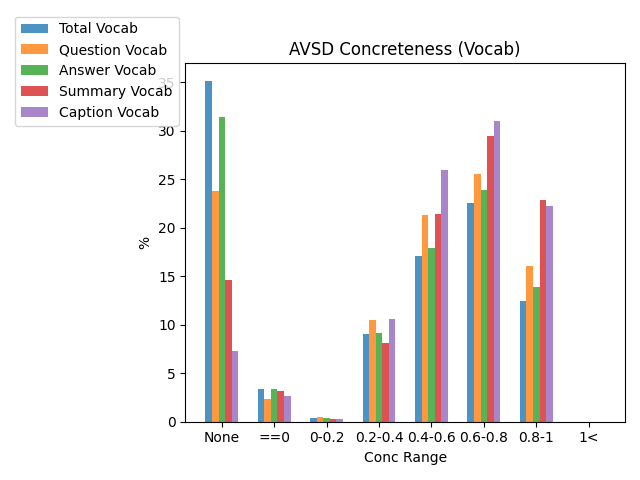 AVSD Concreteness (Vocab)
Total Vocab
Question Vocab
Answer Vocab
Summary Vocab
Caption Vocab
35
30
25
20
15
10
5
0
%
None ==0 0-0.2 0.2-0.4 0.4-0.6 0.6-0.8 0.8-1 1<
Conc Range